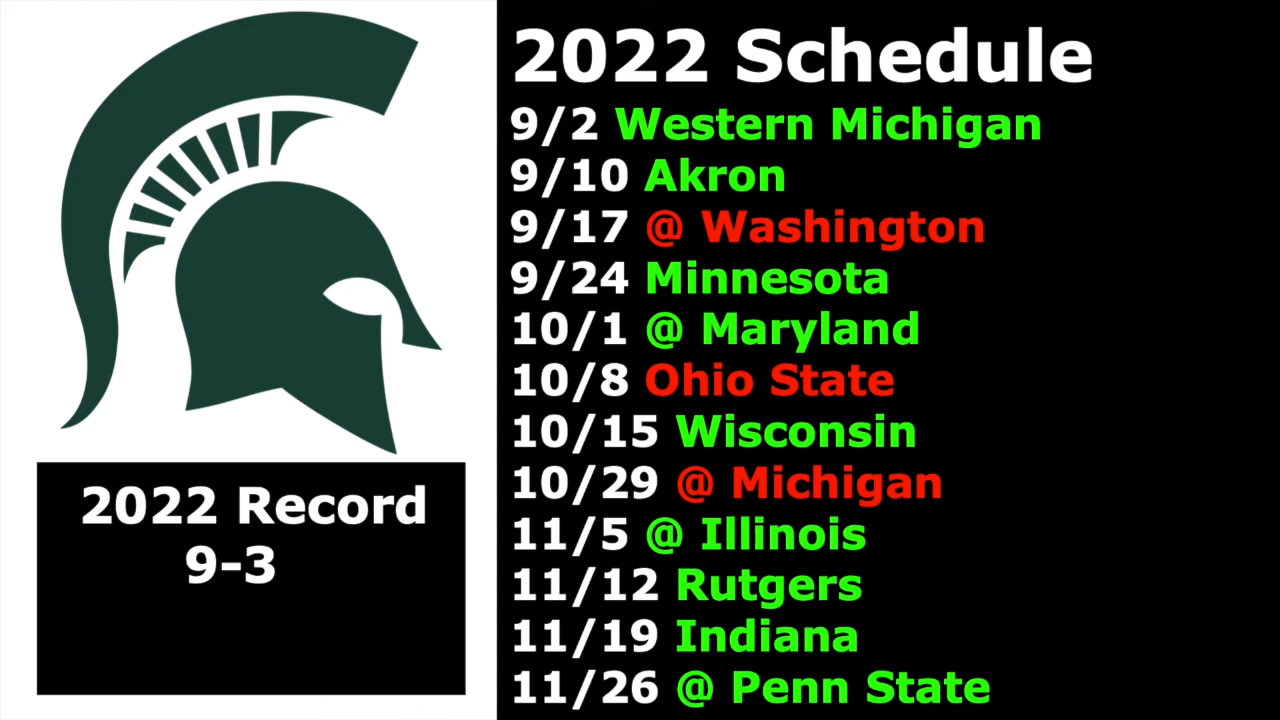 2022 Schedule
9/2 Western Michigan
9/10 Akron
9/17 @ Washington
9/24 Minnesota
10/1 @ Maryland
10/8 Ohio State
10/15 Wisconsin
10/29 @ Michigan
11/5 @ Illinois
11/12 Rutgers
11/19 Indiana
11/26 @ Penn State
2022 Record
9-3